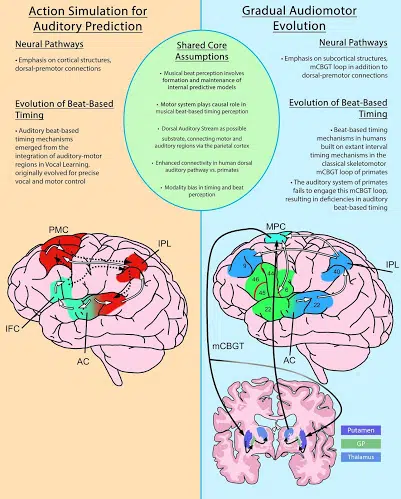 Action Simulation for
Auditory Prediction
Neural Pathways
• Emphasis on cortical structures,
dorsal-premotor connections
Evolution of Beat-Based
Timing
• Auditory beat-based
timing mechanisms
emerged from the
integration of auditory-motor
regions in Vocal Learning,
originally evolved for precise
vocal and motor control
Shared Core
Assumptions
• Musical beat perception involves
formation and maintenance of
internal predictive models
• Motor system plays causal role in
musical beat-based timing perception
• Dorsal Auditory Stream as possible
substrate, connecting motor and
auditory regions via the parietal cortex
• Enhanced connectivity in human dorsal
auditory pathway vs. primates
• Modality bias in timing and beat
perception
Gradual Audiomotor
Evolution
Neural Pathways
• Emphasis on subcortical structures,
mCBGT loop in addition to
dorsal-premotor connections
Evolution of Beat-Based
Timing
• Beat-based timing
mechanisms in humans
built on extant interval
timing mechanisms in the
classical skeletomotor
mCBGT loop of primates
• The auditory system of primates
fails to engage this mCBGT loop,
resulting in deficiencies in auditory
beat-based timing
PMC
IPL
IFC
AC
MPC
IPL
46
44
45
6
40
22
22
mCBGT
AC
Putamen
GP
Thalamus